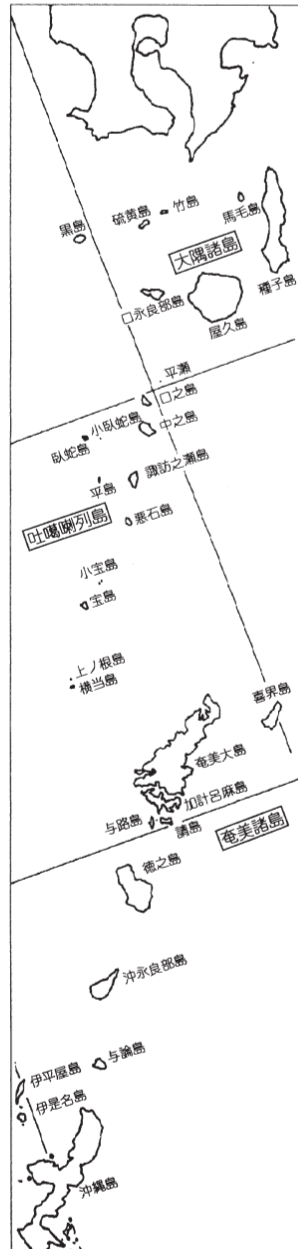 竹島
硫黄島
馬毛島
黒島
大隅諸島
種子島
口永良部島
屋久島
平瀬
口之島
小臥蛇島
中之島
臥蛇島
諏訪之瀬島
平島
悪石島
吐噶喇列島
小宝島
宝島
上ノ根島
横当島
喜界島
奄美大島
加計呂麻島
与路島
請島
奄美諸島
徳之島
沖永良部島
与論島
伊平屋島
伊是名島
沖縄島